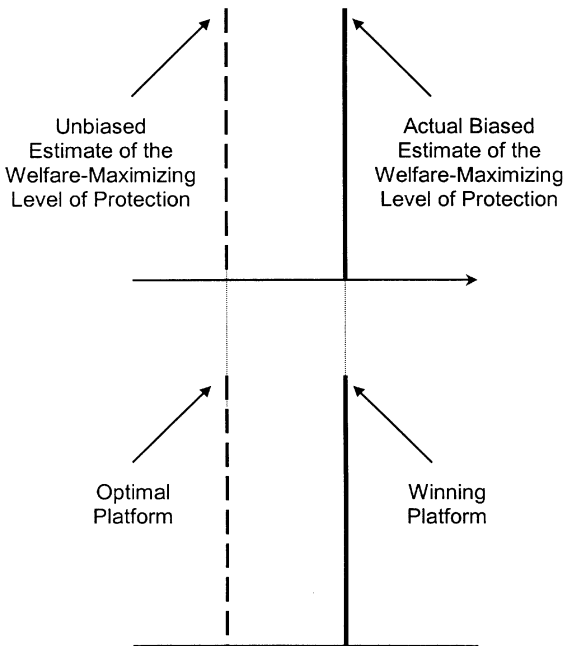 Unbiased
Estimate of the
Welfare-Maximizing
Level of Protection
Actual Biased
Estimate of the
Welfare-Maximizing
Level of Protection
Optimal
Platform
Winning
Platform